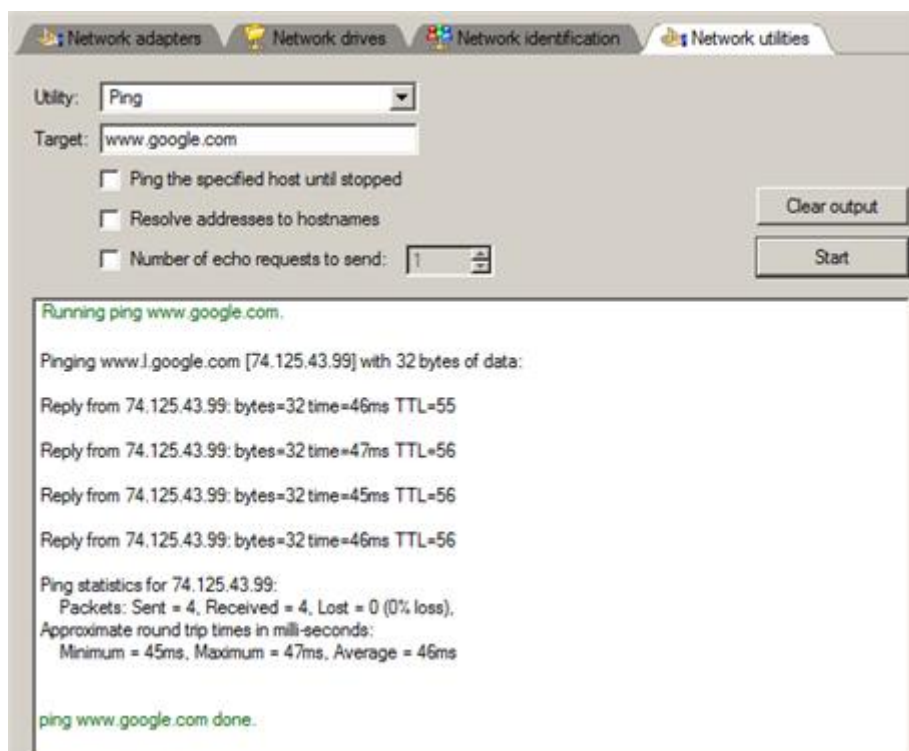 Network adapters
Network drives
Network identification
Network utilities
Utility: Ping
Target: www.google.com
Ping the specified host until stopped
Resolve addresses to hostnames
Clear output
Number of echo requests to send: 1
Start
Running ping www.google.com.
Pinging www.l.google.com [74.125.43.99] with 32 bytes of data:
Reply from 74.125.43.99: bytes=32 time=46ms TTL=55
Reply from 74.125.43.99: bytes=32 time=47ms TTL=56
Reply from 74.125.43.99: bytes=32 time=45ms TTL=56
Reply from 74.125.43.99: bytes=32 time=46ms TTL=56
Ping statistics for 74.125.43.99:
Packets: Sent = 4, Received = 4, Lost = 0 (0% loss),
Approximate round trip times in milli-seconds:
Minimum = 45ms, Maximum = 47ms, Average = 46ms
ping www.google.com done.